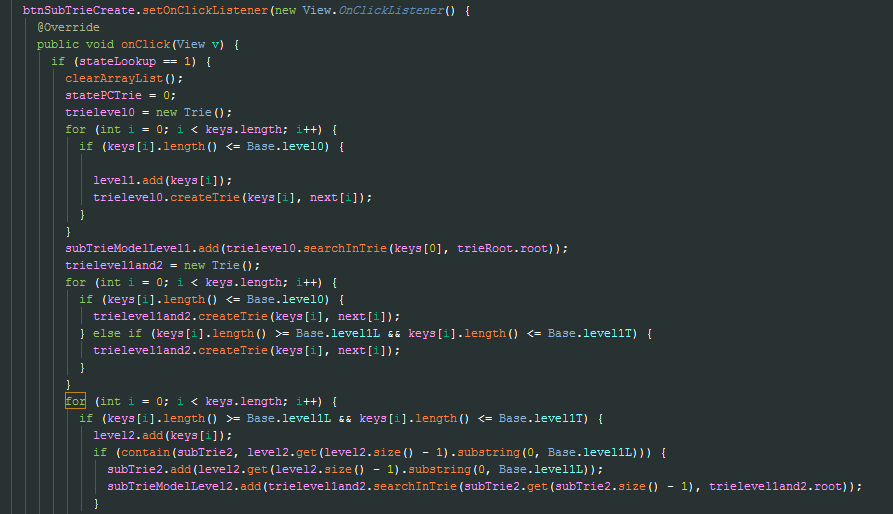 btnSubTrieCreate.setOnClickListener(new View.OnClickListener() {
@Override
public void onClick(View v) {
if (stateLookup == 1) {
clearArrayList();
statePCTrie = 0;
trielevel0 = new Trie();
for (int i = 0; i < keys.length; i++) {
if (keys[i].length() <= Base.level0) {
level1.add(keys[i]);
trielevel0.createTrie(keys[i], next[i]);
}
}
subTrieModelLevel1.add(trielevel0.searchInTrie(keys[0], trieRoot.root));
trielevel1and2 = new Trie();
for (int i = 0; i < keys.length; i++) {
if (keys[i].length() <= Base.level0) {
trielevel1and2.createTrie(keys[i], next[i]);
} else if (keys[i].length() >= Base.level1L && keys[i].length() <= Base.level1T) {
trielevel1and2.createTrie(keys[i], next[i]);
}
}
for (int i = 0; i < keys.length; i++) {
if (keys[i].length() >= Base.level1L && keys[i].length() <= Base.level1T) {
level2.add(keys[i]);
if (contain(subTrie2, level2.get(level2.size() - 1).substring(0, Base.level1L))) {
subTrie2.add(level2.get(level2.size() - 1).substring(0, Base.level1L));
subTrieModelLevel2.add(trielevel1and2.searchInTrie(subTrie2.get(subTrie2.size() - 1), trielevel1and2.root));
}